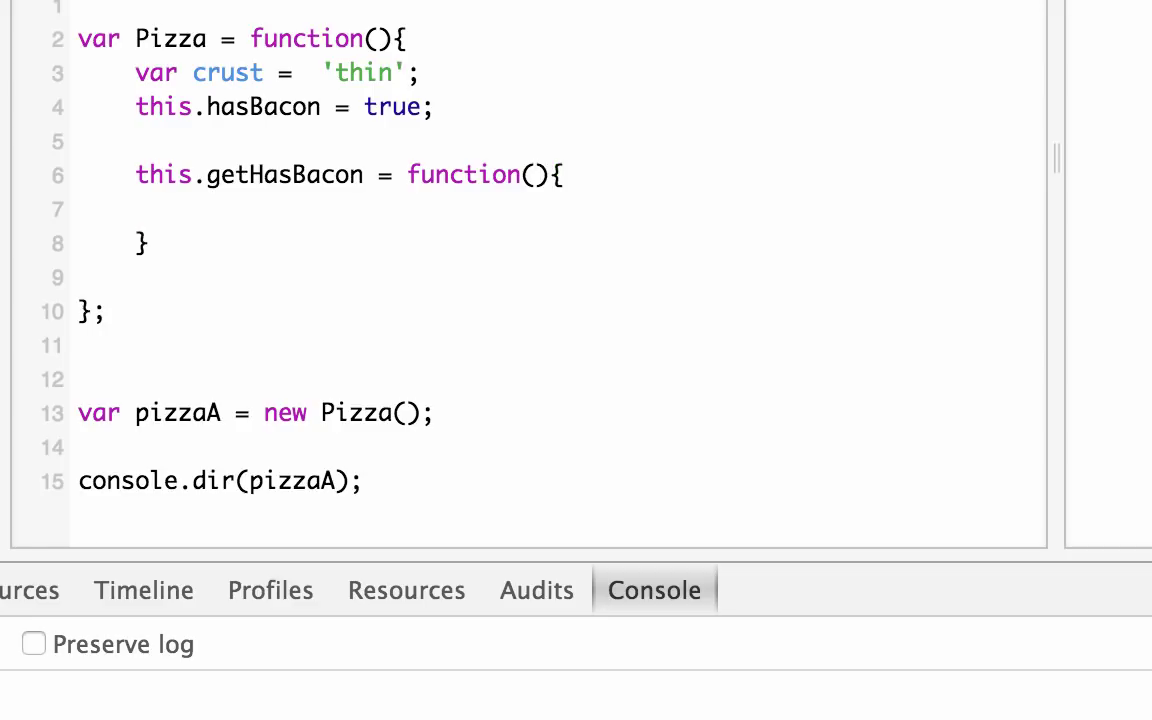 1
2 var Pizza = function(){
3 var crust =  'thin';
4 this.hasBacon = true;
5
6 this.getHasBacon = function(){
7
8 }
9
10 };
11
12
13 var pizzaA = new Pizza();
14
15 console.dir(pizzaA);
urces Timeline Profiles Resources Audits Console
Preserve log